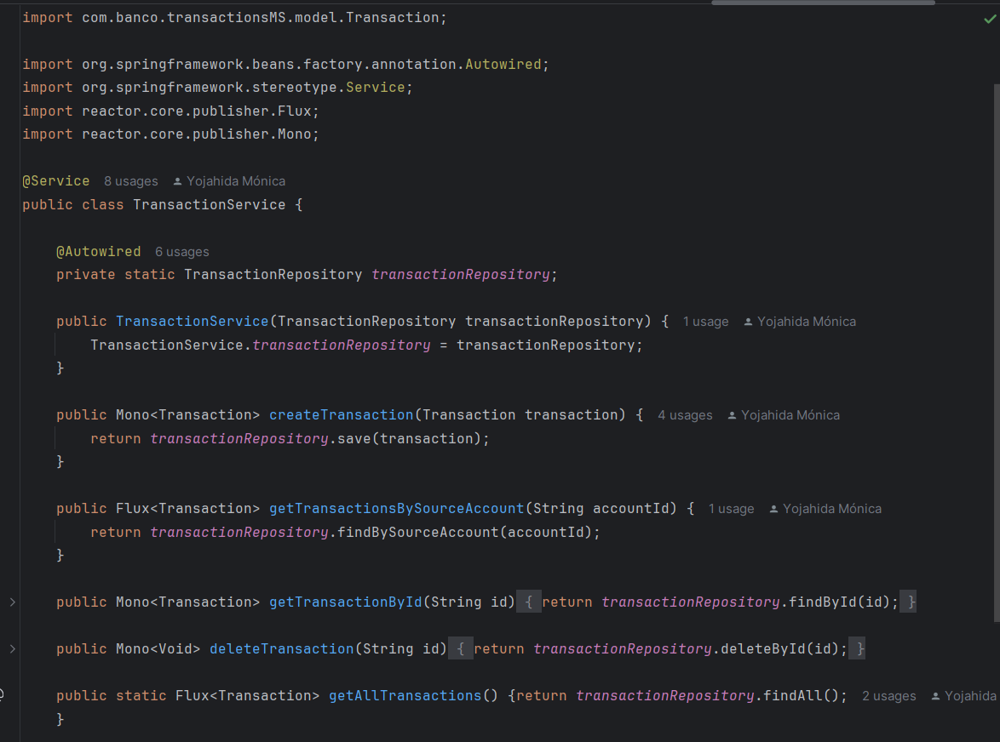 import com.banco.transactionsMS.model.Transaction;
import org.springframework.beans.factory.annotation.Autowired;
import org.springframework.stereotype.Service;
import reactor.core.publisher.Flux;
import reactor.core.publisher.Mono;
@Service 8 usages Yojahida Mónica
public class TransactionService {
@Autowired 6 usages
private static TransactionRepository transactionRepository;
public TransactionService(TransactionRepository transactionRepository) { 1 usage Yojahida Mónica
TransactionService.transactionRepository = transactionRepository;
}
public Mono<Transaction> createTransaction(Transaction transaction) { 4 usages Yojahida Mónica
return transactionRepository.save(transaction);
}
public Flux<Transaction> getTransactionsBySourceAccount(String accountId) { 1 usage Yojahida Mónica
return transactionRepository.findBySourceAccount(accountId);
}
public Mono<Transaction> getTransactionById(String id) { return transactionRepository.findById(id); }
public Mono<Void> deleteTransaction(String id) { return transactionRepository.deleteById(id); }
public static Flux<Transaction> getAllTransactions() {return transactionRepository.findAll(); 2 usages Yojahida
}